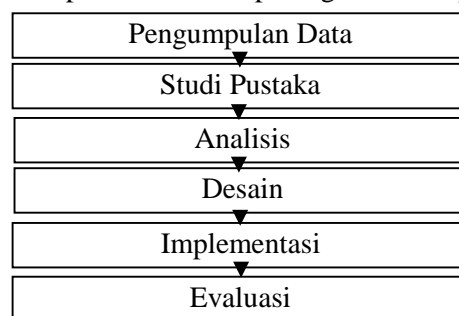 Pengumpulan Data
Studi Pustaka
Analisis
Desain
Implementasi
Evaluasi